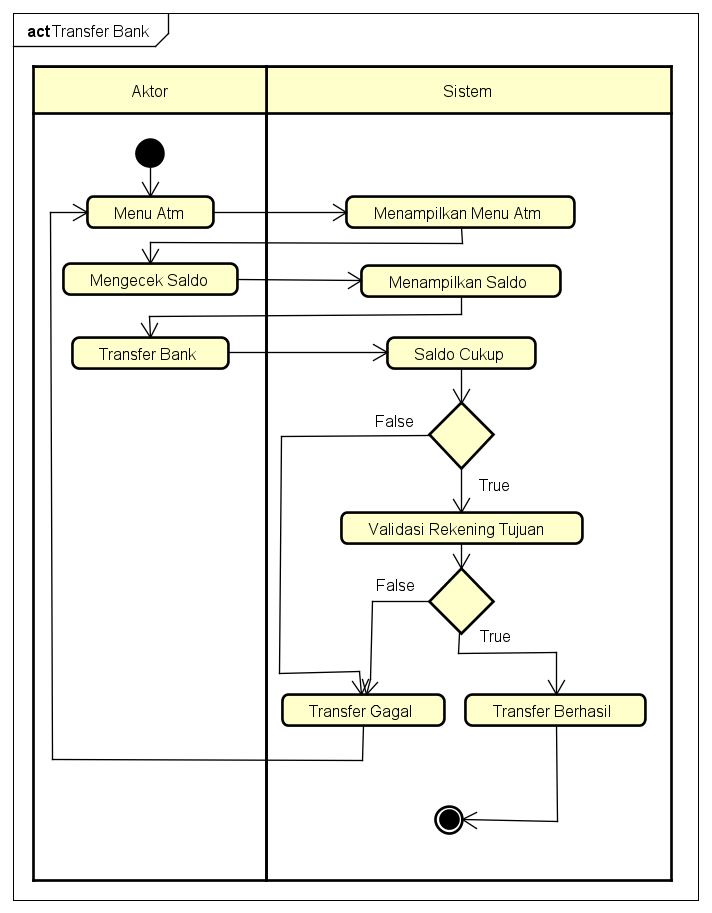 act Transfer Bank
Aktor
Sistem
Menu Atm
Menampilkan Menu Atm
Mengecek Saldo
Menampilkan Saldo
Transfer Bank
Saldo Cukup
False
True
Validasi Rekening Tujuan
False
True
Transfer Gagal
Transfer Berhasil